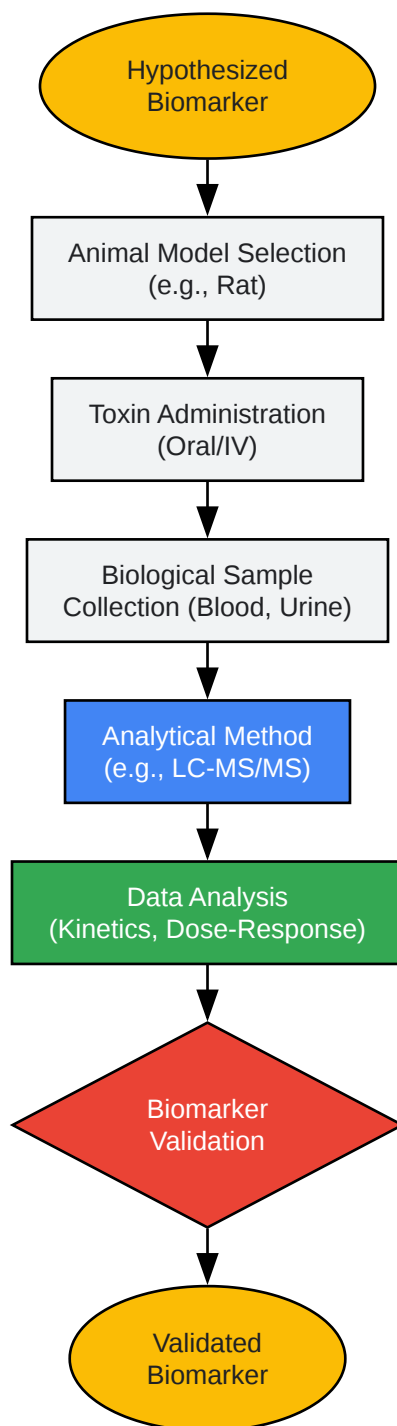 Hypothesized
Biomarker
Animal Model Selection
(e.g., Rat)
Toxin Administration
(Oral/IV)
Biological Sample
Collection (Blood, Urine)
Analytical Method
(e.g., LC-MS/MS)
Data Analysis
(Kinetics, Dose-Response)
Biomarker
Validation
Validated
Biomarker